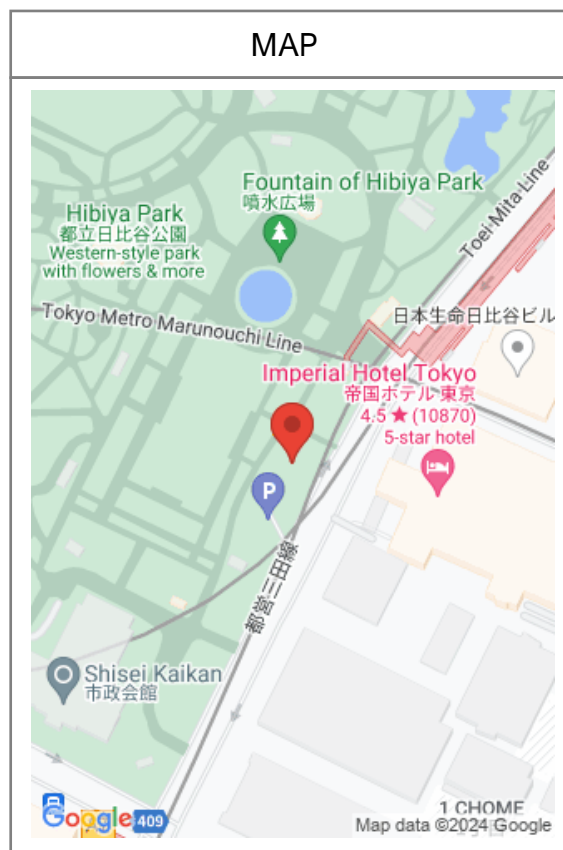 MAP
Fountain of Hibiya Park
噴水広場
Hibiya Park
都立日比谷公園
Western-style park
with flowers & more
Toei Mita Line
Tokyo Metro Marunouchi Line
日本生命日比谷ビル
Imperial Hotel Tokyo
帝国ホテル 東京
4.5 ★ (10870)
5-star hotel
P
都営三田線
Shisei Kaikan
市政会館
1 CHOME
Google
409
Map data ©2024 Google